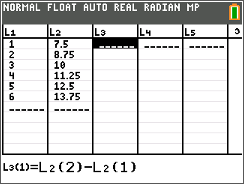 NORMAL FLOAT AUTO REAL RADIAN MP
L1 L2 L3 L4 L5
1 7.5 ------ ------ ------
2 8.75
3 10
4 11.25
5 12.5
6 13.75
------ ------
L3(1)=L2(2)-L2(1)